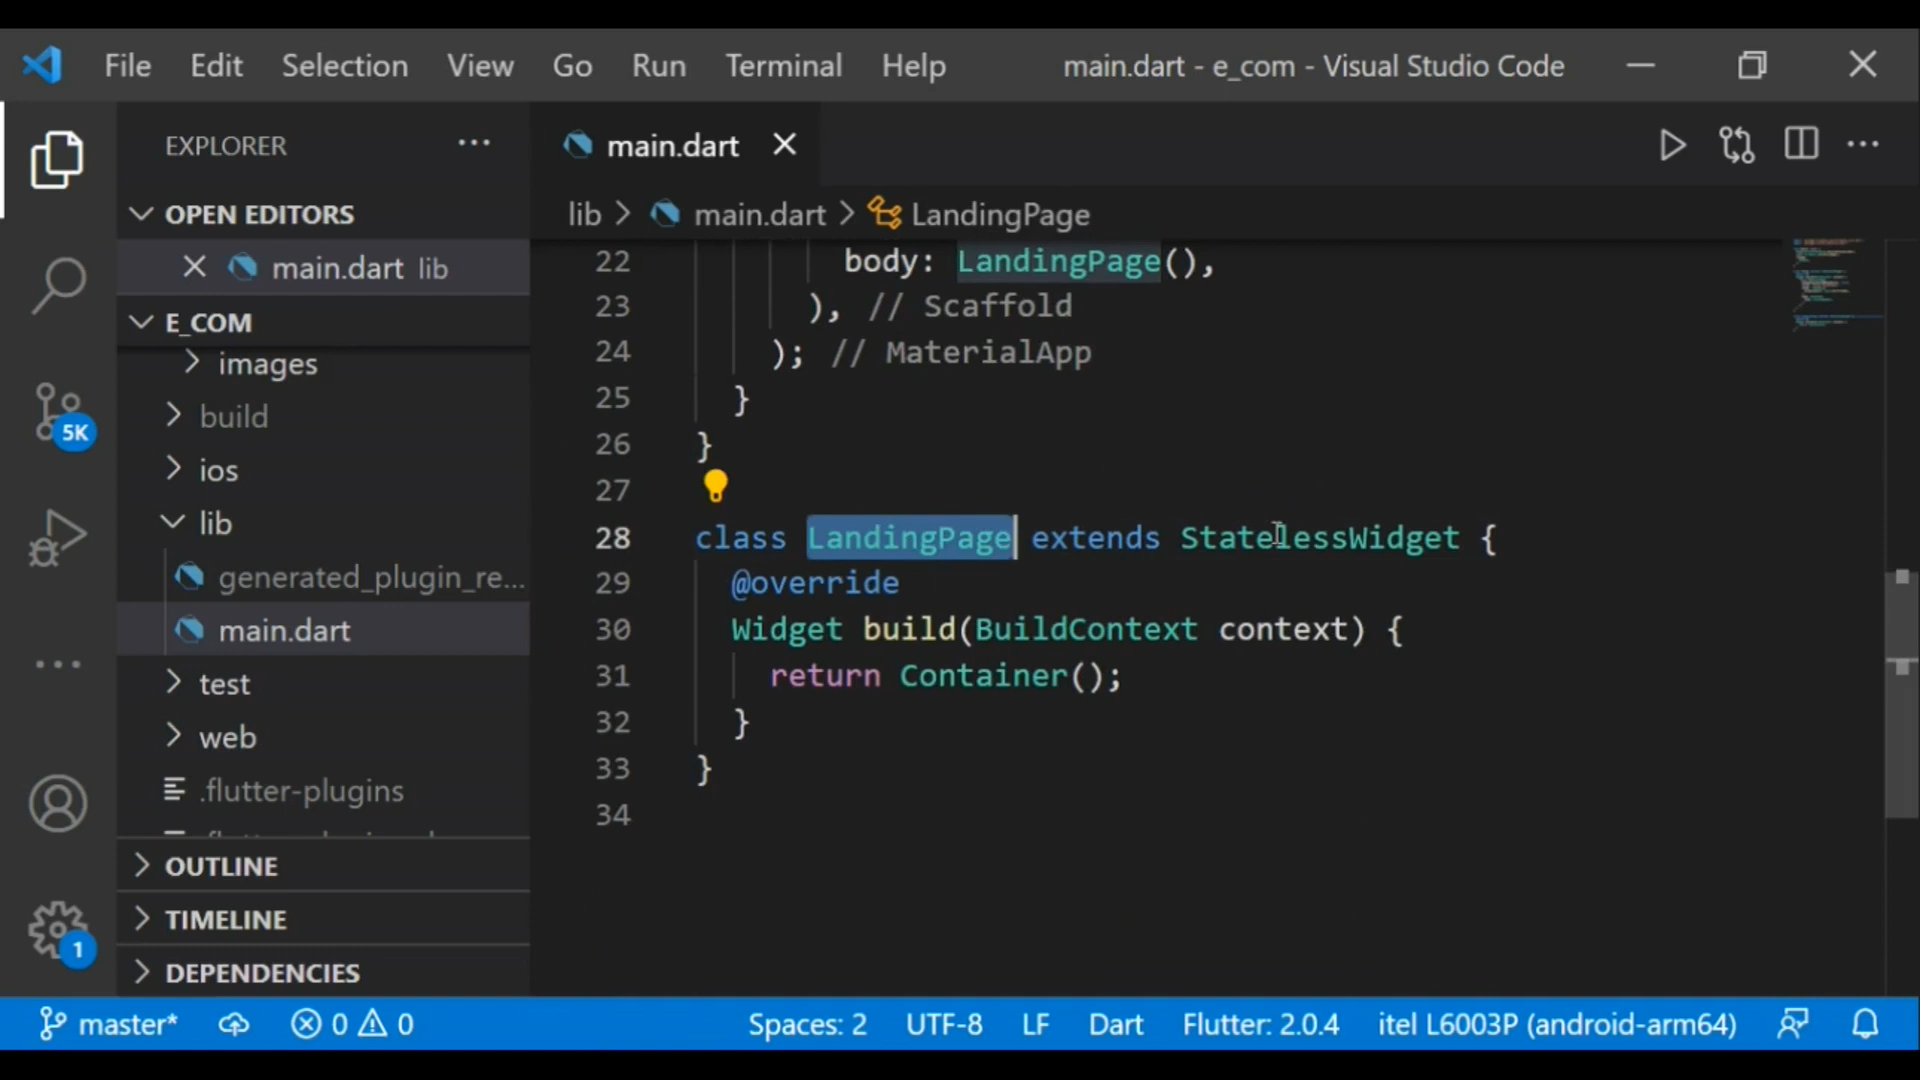 File Edit Selection View Go Run Terminal Help main.dart - e_com - Visual Studio Code
EXPLORER ...
main.dart
OPEN EDITORS
main.dart lib
E_COM
images
build
ios
lib
generated_plugin_re...
main.dart
test
web
.flutter-plugins
OUTLINE
TIMELINE
DEPENDENCIES
5K
1
lib > main.dart > LandingPage
22 body: LandingPage(),
23 ), // Scaffold
24 ); // MaterialApp
25 }
26 }
27
28 class LandingPage extends StatelessWidget {
29 @override
30 Widget build(BuildContext context) {
31 return Container();
32 }
33 }
34
master* 0 0 Spaces: 2 UTF-8 LF Dart Flutter: 2.0.4 itel L6003P (android-arm64)